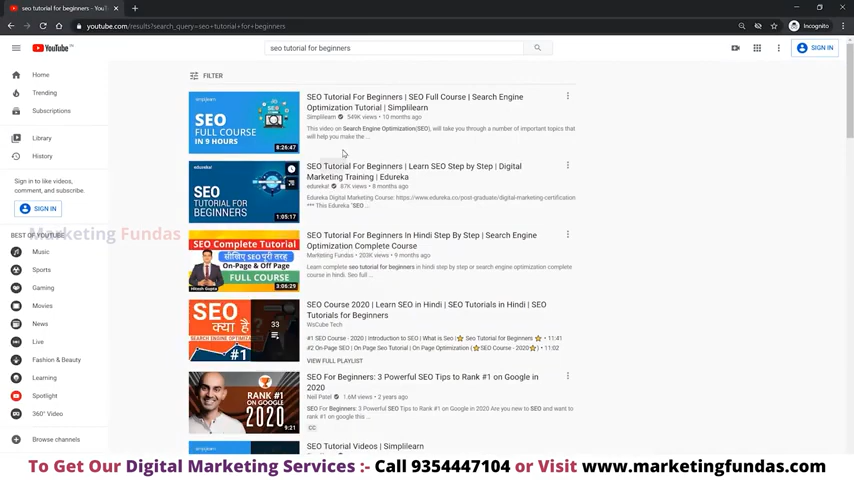 seo tutorial for beginners - YouT
youtube.com/results?search_query=seo+tutorial+for+beginners
Incognito
YouTube
seo tutorial for beginners
SIGN IN
Home
Trending
Subscriptions
Library
History
Sign in to like videos,
comment, and subscribe.
SIGN IN
BEST OF YOUTUBE
Music
Sports
Gaming
Movies
News
Live
Fashion & Beauty
Learning
Spotlight
360° Video
Browse channels
Marketing Fundas
FILTER
simplilearn
SEO
FULL COURSE
IN 9 HOURS
8:26:47
SEO Tutorial For Beginners | SEO Full Course | Search Engine
Optimization Tutorial | Simplilearn
Simplilearn 549K views • 10 months ago
This video on Search Engine Optimization(SEO), will take you through a number of important topics that
will help you make the ...
edureka!
SEO
TUTORIAL FOR
BEGINNERS
1:05:17
SEO Tutorial For Beginners | Learn SEO Step by Step | Digital
Marketing Training | Edureka
edureka! 87K views • 8 months ago
Edureka Digital Marketing Course: https://www.edureka.co/post-graduate/digital-marketing-certification
*** This Edureka "SEO ...
SEO Complete Tutorial
सीखिए SEO पूरी तरह
On-Page & Off Page
FULL COURSE
Hitesh Gupta
3:06:29
SEO Tutorial For Beginners In Hindi Step By Step | Search Engine
Optimization Complete Course
Marketing Fundas • 203K views • 9 months ago
Learn complete seo tutorial for beginners in hindi step by step or search engine optimization complete
course in hindi. Seo full ...
SEO
क्या है?
SEARCH ENGINE
#1
33
SEO Course 2020 | Learn SEO in Hindi | SEO Tutorials in Hindi | SEO
Tutorials for Beginners
WsCube Tech
#1 SEO Course - 2020 | Introduction to SEO | What is Seo |⭐ Seo Tutorial for Beginners ⭐ • 11:41
#2 On-Page SEO | On Page Seo Tutorial | On Page Optimization |⭐SEO Course - 2020⭐ • 11:02
VIEW FULL PLAYLIST
RANK #1
ON GOOGLE
2020
9:21
SEO For Beginners: 3 Powerful SEO Tips to Rank #1 on Google in
2020
Neil Patel 1.6M views • 2 years ago
SEO For Beginners: 3 Powerful SEO Tips to Rank #1 on Google in 2020 Are you New to SEO and want to
rank #1 on google this ...
CC
simplilearn
SEO Tutorial Videos | Simplilearn
To Get Our Digital Marketing Services :- Call 9354447104 or Visit www.marketingfundas.com